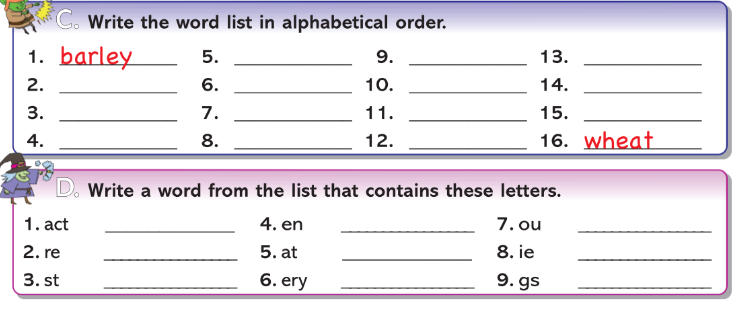 C. Write the word list in alphabetical order.
1. barley 5. 9. 13.
2. 6. 10. 14.
3. 7. 11. 15.
4. 8. 12. 16. wheat
D. Write a word from the list that contains these letters.
1. act 4. en 7. ou
2. re 5. at 8. ie
3. st 6. ery 9. gs